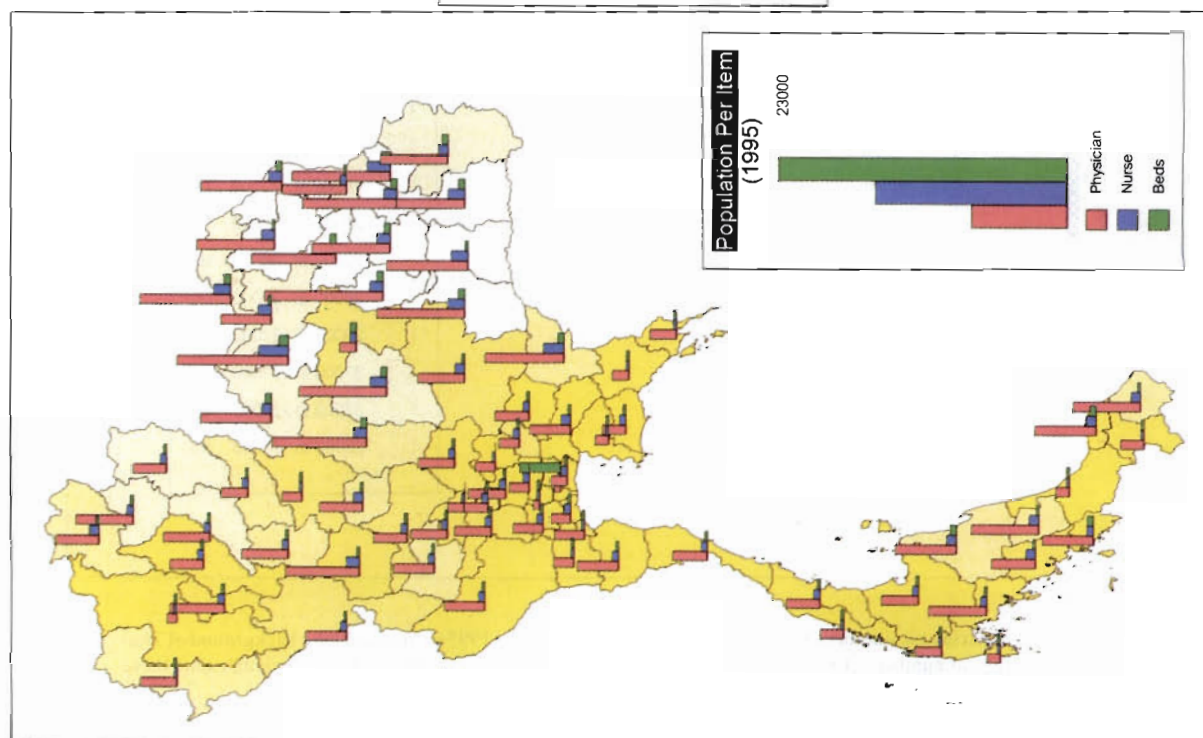 Population Per Item
(1995)
23000
Physician
Nurse
Beds